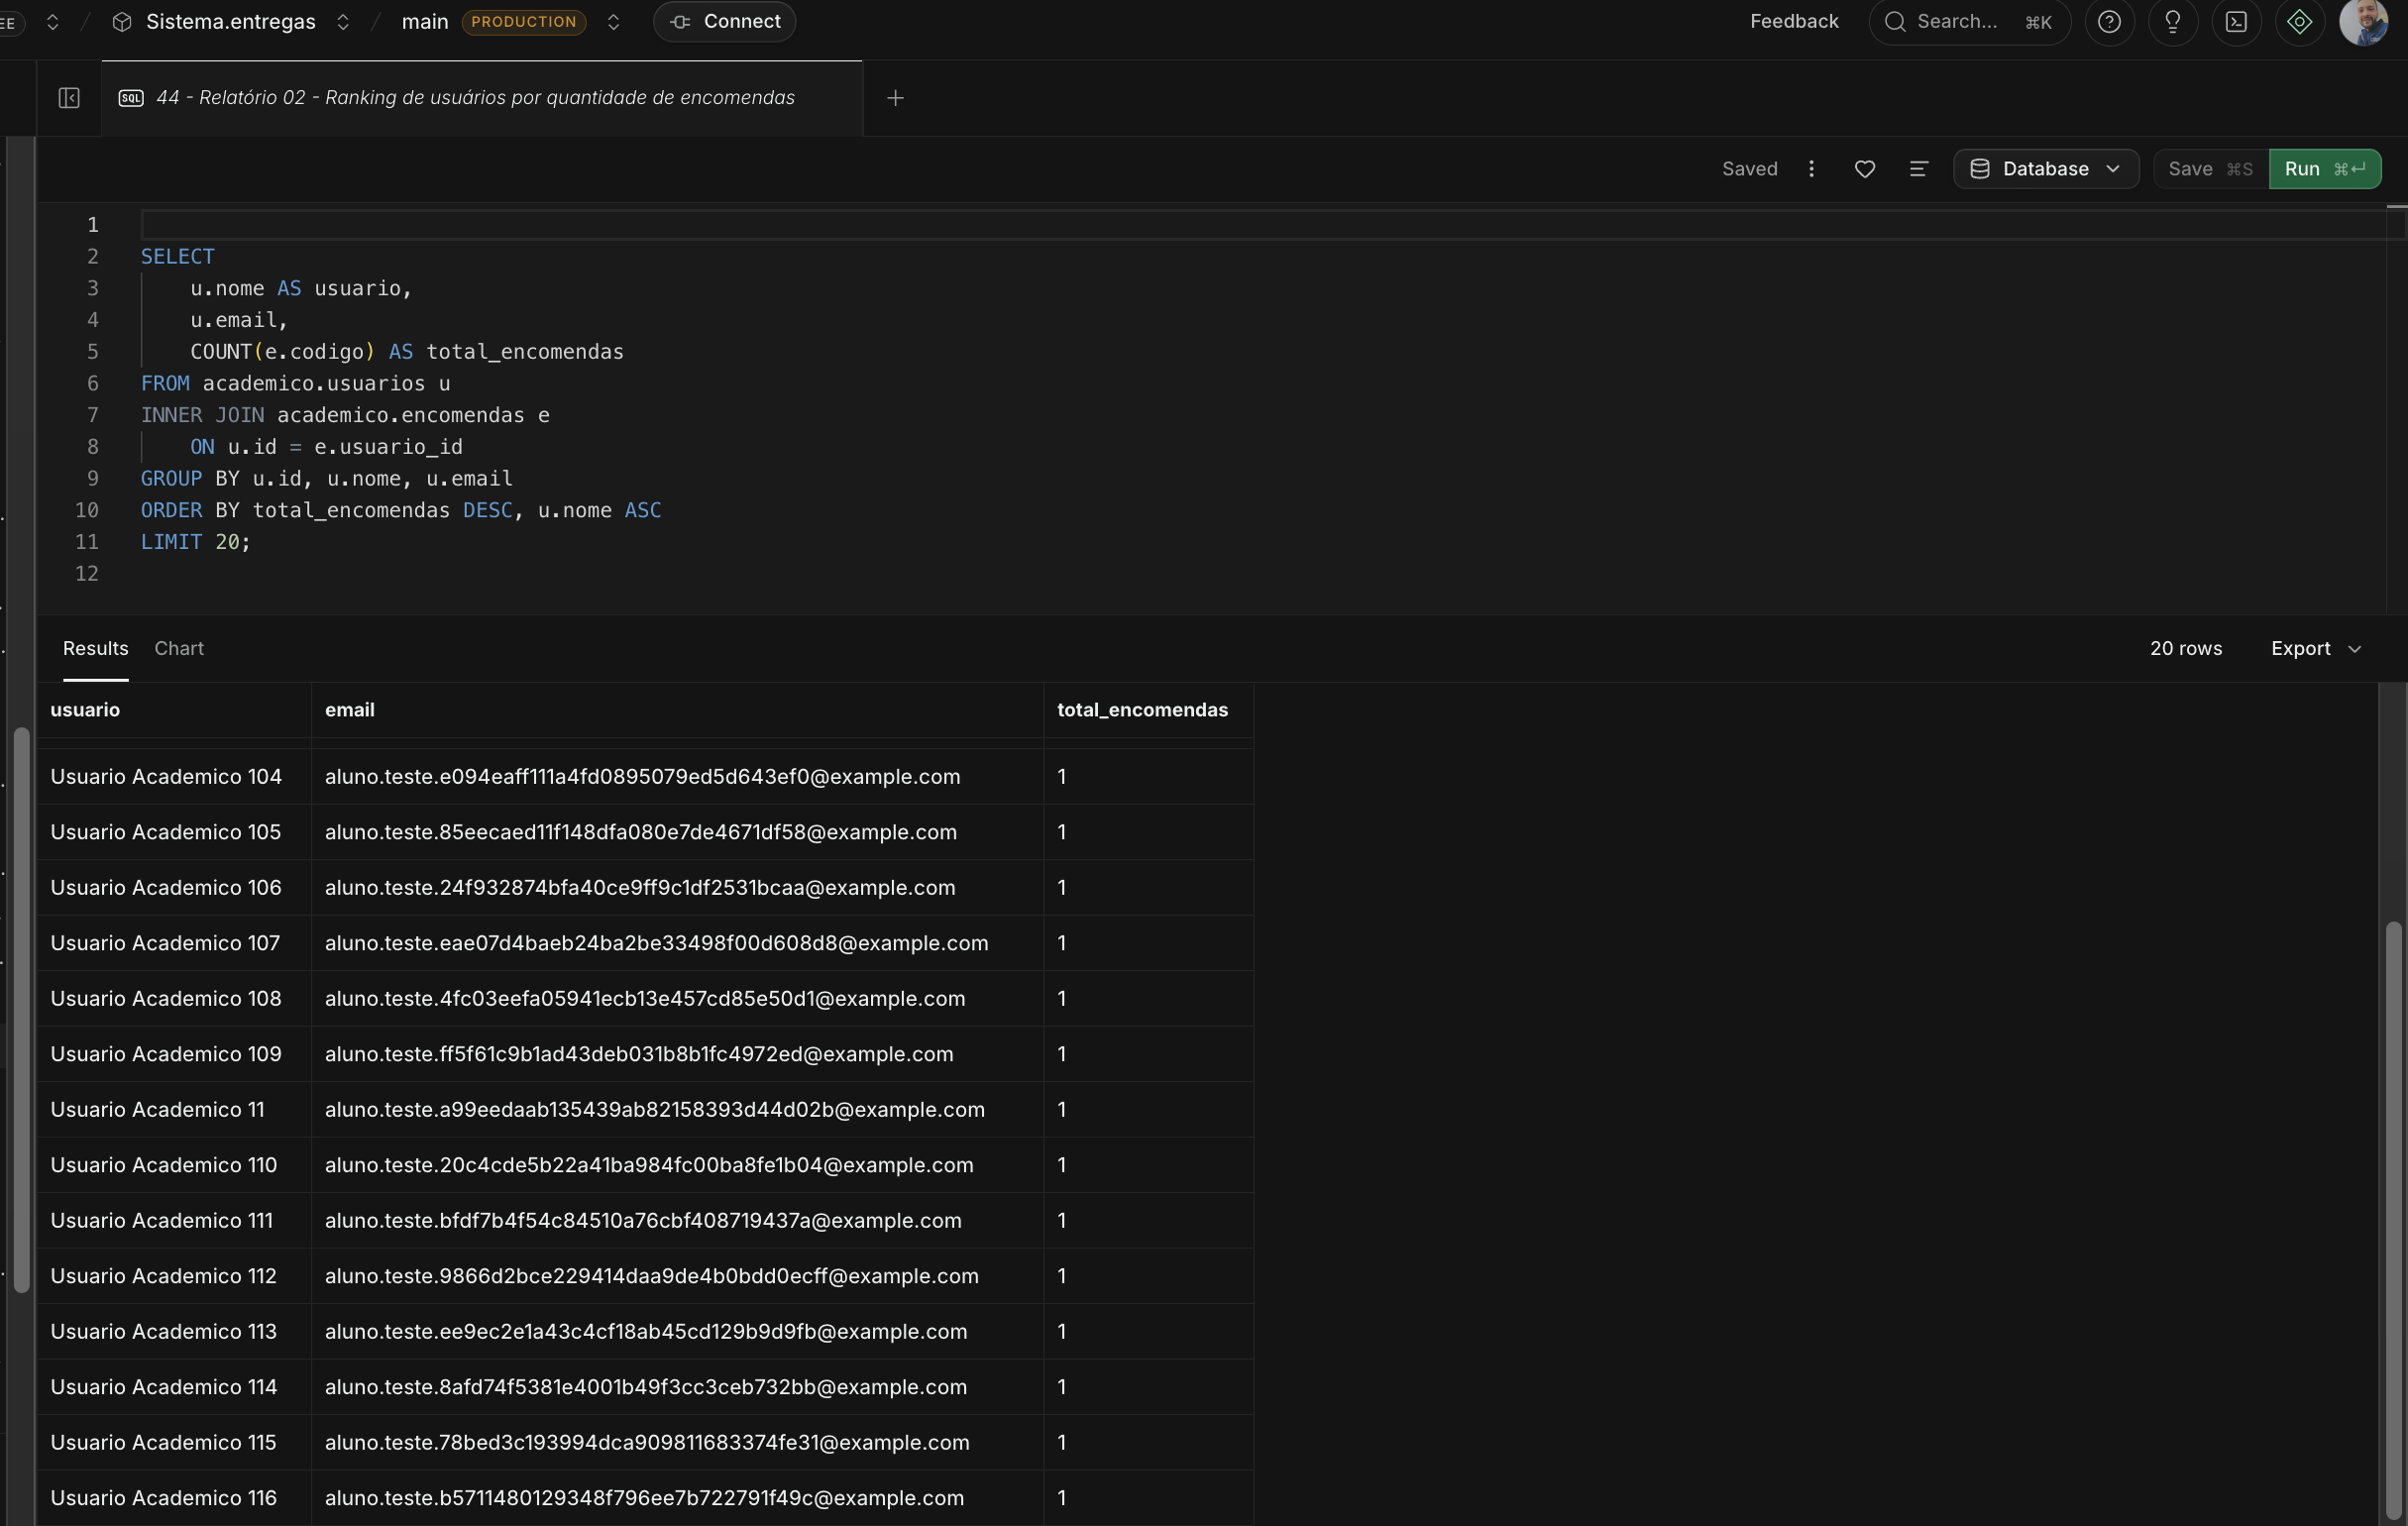 EE / Sistema.entregas / main PRODUCTION Connect Feedback Search... ⌘K
SQL 44 - Relatório 02 - Ranking de usuários por quantidade de encomendas +
Saved Database Save ⌘S Run ⌘↵
1
2 SELECT
3 u.nome AS usuario,
4 u.email,
5 COUNT(e.codigo) AS total_encomendas
6 FROM academico.usuarios u
7 INNER JOIN academico.encomendas e
8 ON u.id = e.usuario_id
9 GROUP BY u.id, u.nome, u.email
10 ORDER BY total_encomendas DESC, u.nome ASC
11 LIMIT 20;
12
Results Chart 20 rows Export
usuario email total_encomendas
Usuario Academico 104 aluno.teste.e094eaff111a4fd0895079ed5d643ef0@example.com 1
Usuario Academico 105 aluno.teste.85eecaed11f148dfa080e7de4671df58@example.com 1
Usuario Academico 106 aluno.teste.24f932874bfa40ce9ff9c1df2531bcaa@example.com 1
Usuario Academico 107 aluno.teste.eae07d4baeb24ba2be33498f00d608d8@example.com 1
Usuario Academico 108 aluno.teste.4fc03eefa05941ecb13e457cd85e50d1@example.com 1
Usuario Academico 109 aluno.teste.ff5f61c9b1ad43deb031b8b1fc4972ed@example.com 1
Usuario Academico 11 aluno.teste.a99eedaab135439ab82158393d44d02b@example.com 1
Usuario Academico 110 aluno.teste.20c4cde5b22a41ba984fc00ba8fe1b04@example.com 1
Usuario Academico 111 aluno.teste.bfdf7b4f54c84510a76cbf408719437a@example.com 1
Usuario Academico 112 aluno.teste.9866d2bce229414daa9de4b0bdd0ecff@example.com 1
Usuario Academico 113 aluno.teste.ee9ec2e1a43c4cf18ab45cd129b9d9fb@example.com 1
Usuario Academico 114 aluno.teste.8afd74f5381e4001b49f3cc3ceb732bb@example.com 1
Usuario Academico 115 aluno.teste.78bed3c193994dca909811683374fe31@example.com 1
Usuario Academico 116 aluno.teste.b5711480129348f796ee7b722791f49c@example.com 1